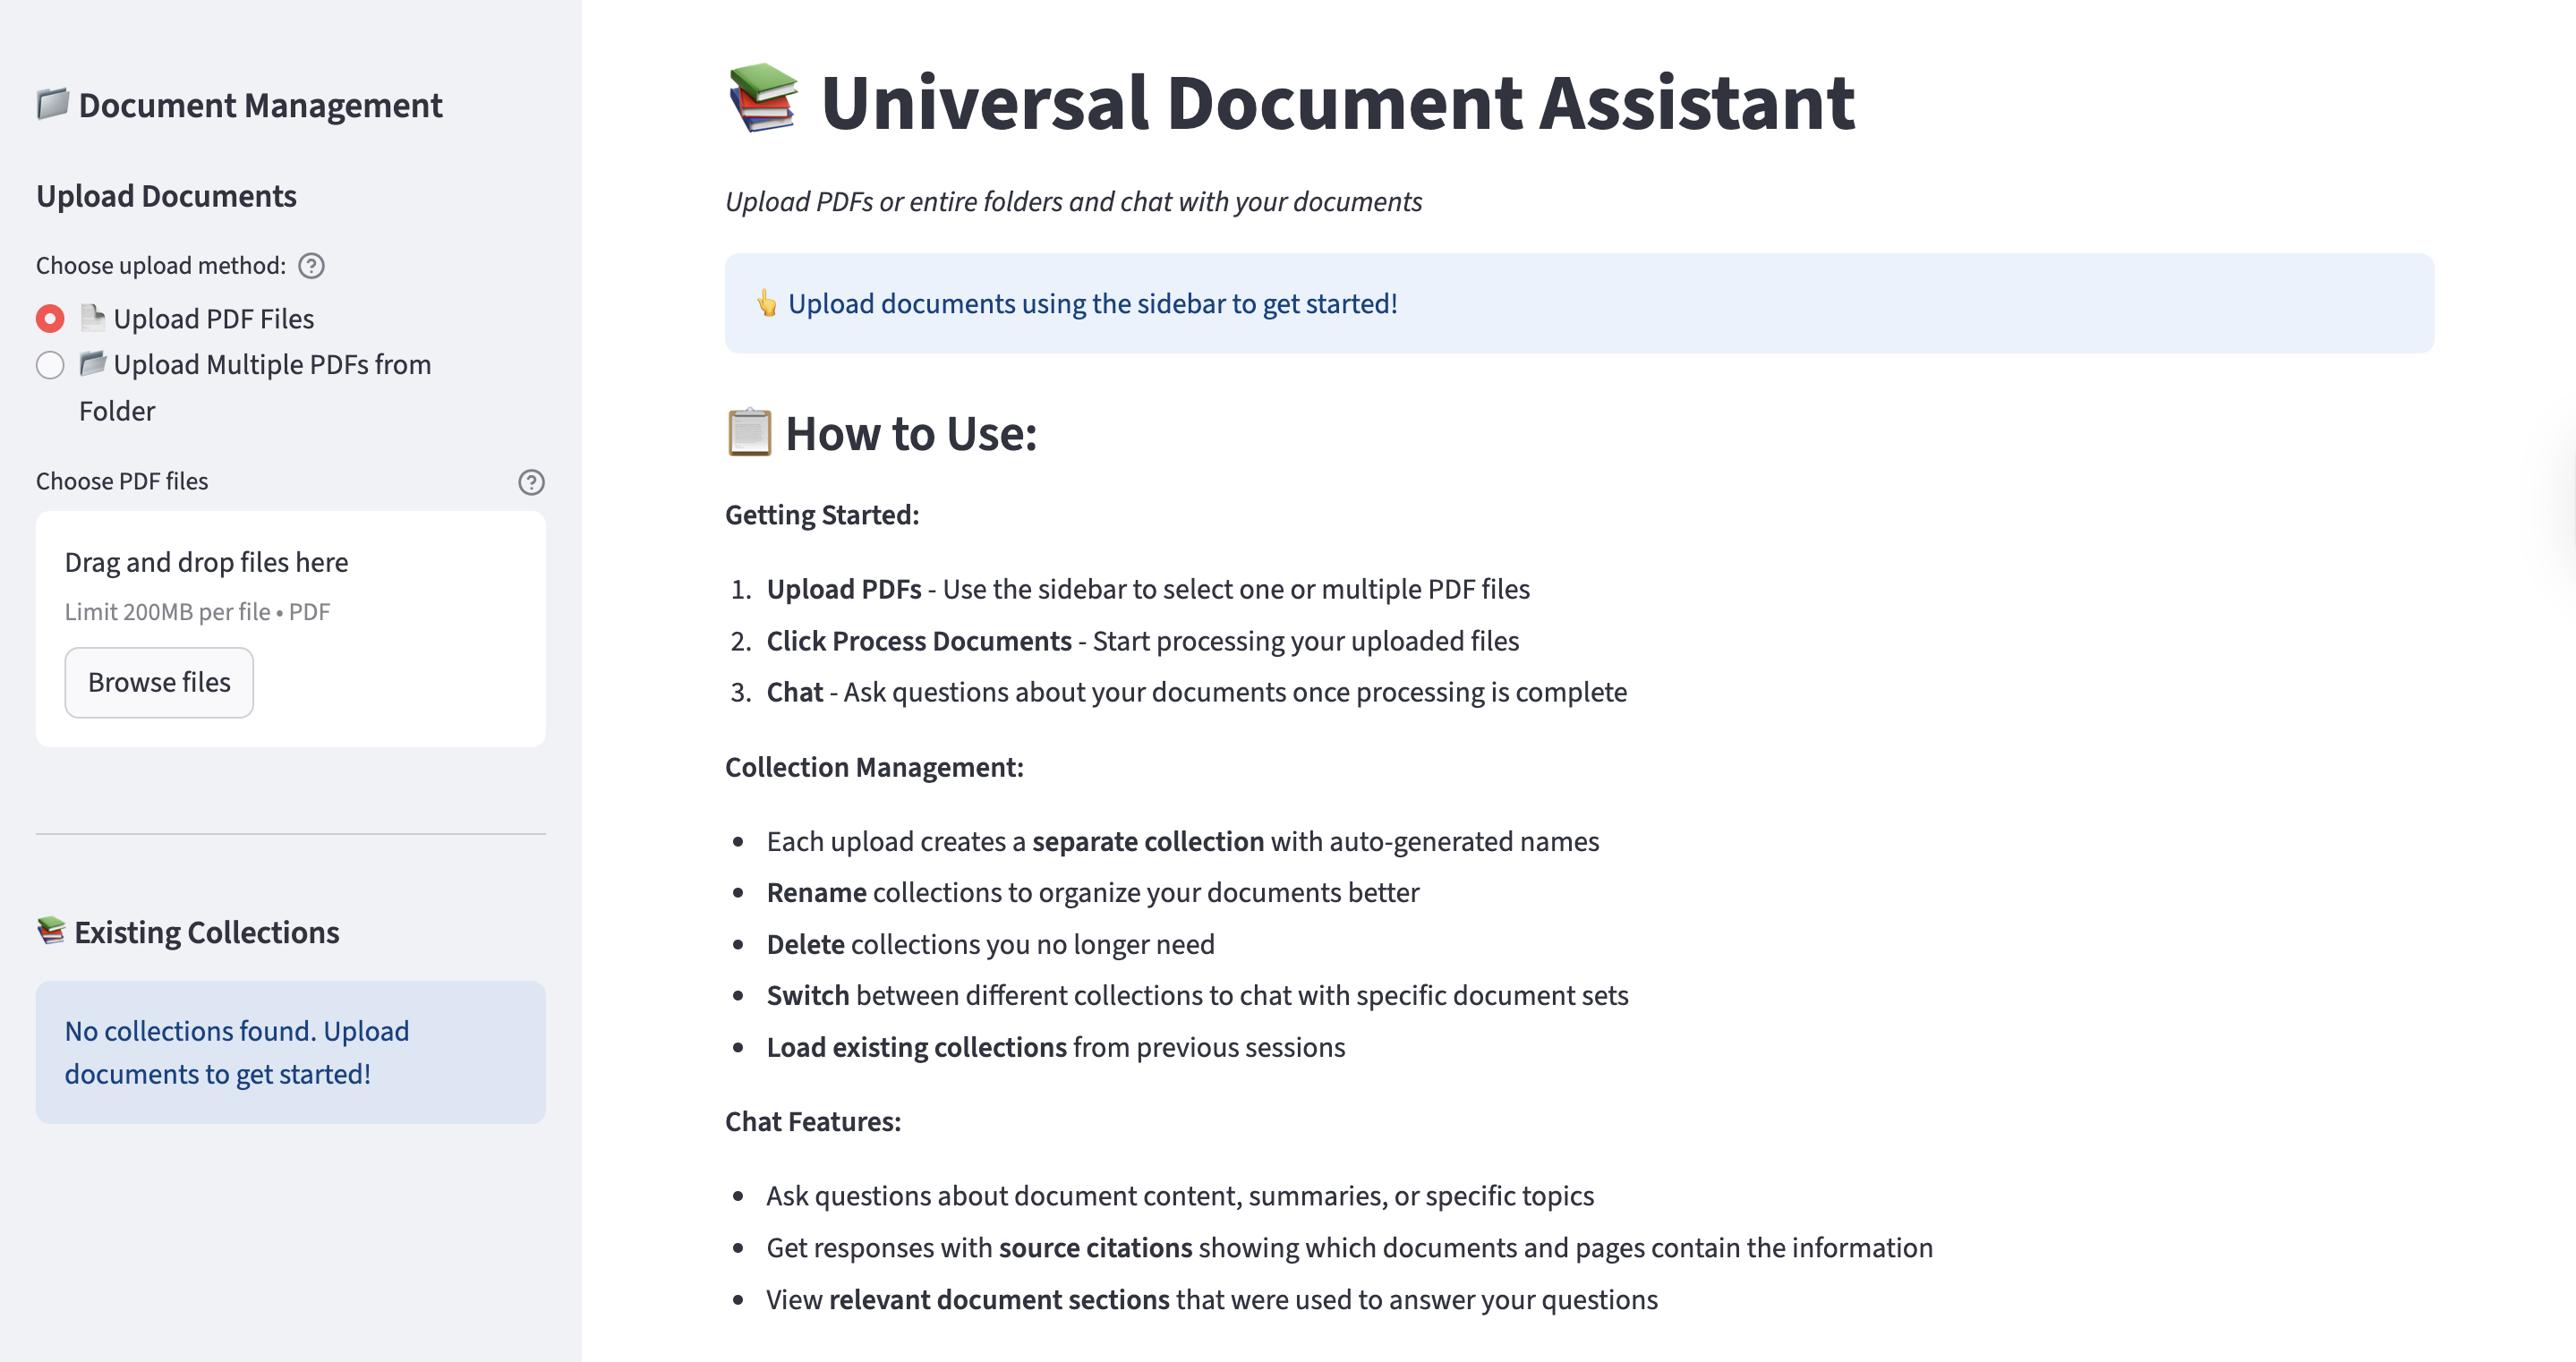 Document Management
Upload Documents
Choose upload method:
Upload PDF Files
Upload Multiple PDFs from
Folder
Choose PDF files
Drag and drop files here
Limit 200MB per file • PDF
Browse files
Existing Collections
No collections found. Upload
documents to get started!
Universal Document Assistant
Upload PDFs or entire folders and chat with your documents
Upload documents using the sidebar to get started!
How to Use:
Getting Started:
1. Upload PDFs - Use the sidebar to select one or multiple PDF files
2. Click Process Documents - Start processing your uploaded files
3. Chat - Ask questions about your documents once processing is complete
Collection Management:
• Each upload creates a separate collection with auto-generated names
• Rename collections to organize your documents better
• Delete collections you no longer need
• Switch between different collections to chat with specific document sets
• Load existing collections from previous sessions
Chat Features:
• Ask questions about document content, summaries, or specific topics
• Get responses with source citations showing which documents and pages contain the information
• View relevant document sections that were used to answer your questions